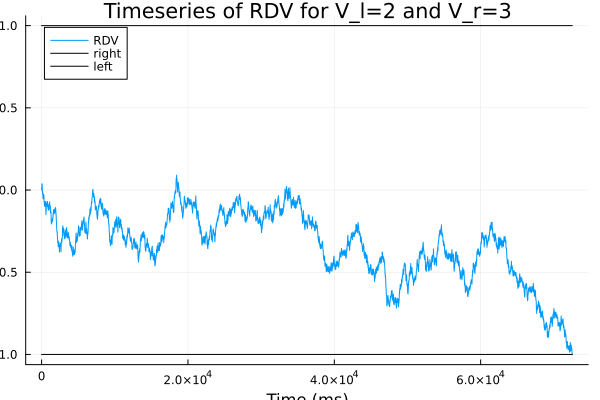 Timeseries of RDV for V_l=2 and V_r=3
1.0
RDV
right
left
0.5
0.0
0.5
1.0
0 2.0×10⁴ 4.0×10⁴ 6.0×10⁴
Time (ms)